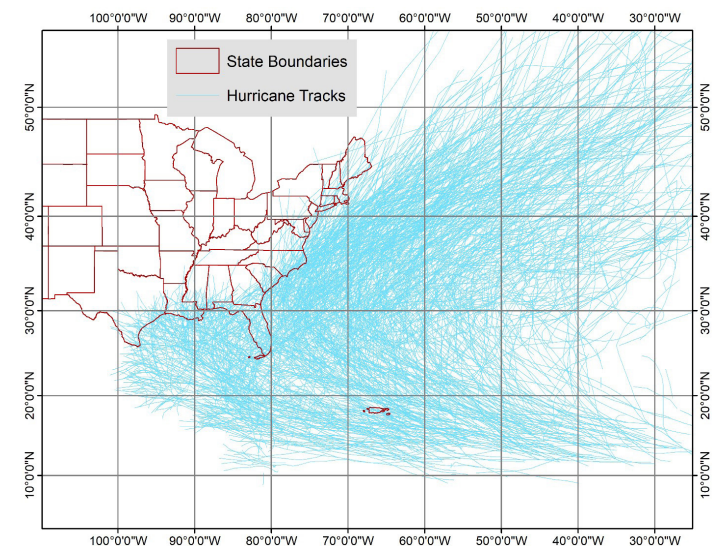 100°0'0"W 90°0'0"W 80°0'0"W 70°0'0"W 60°0'0"W 50°0'0"W 40°0'0"W 30°0'0"W
State Boundaries
Hurricane Tracks
50°0'0"N 50°0'0"N
40°0'0"N 40°0'0"N
30°0'0"N 30°0'0"N
20°0'0"N 20°0'0"N
10°0'0"N 10°0'0"N
100°0'0"W 90°0'0"W 80°0'0"W 70°0'0"W 60°0'0"W 50°0'0"W 40°0'0"W 30°0'0"W